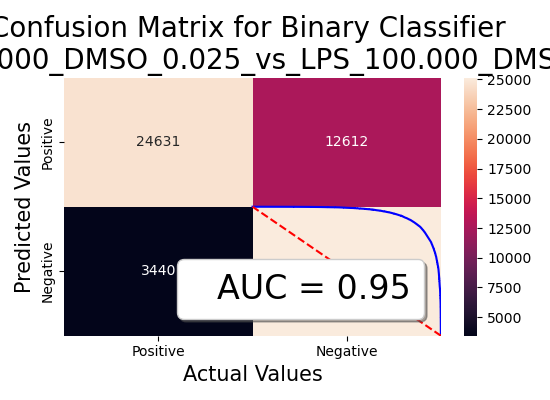 Confusion Matrix for Binary Classifier
000_DMSO_0.025_vs_LPS_100.000_DMS
Predicted Values
Positive
Negative
24631
12612
3440
AUC = 0.95
Positive
Negative
Actual Values
25000
22500
20000
17500
15000
12500
10000
7500
5000